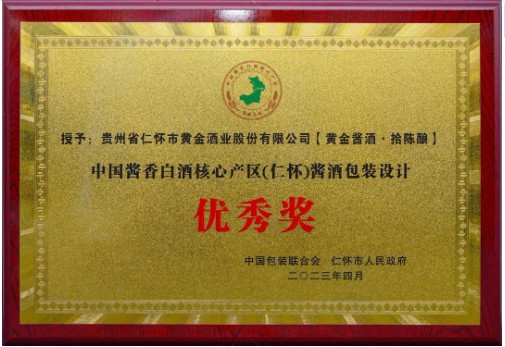 授予：贵州省仁怀市黄金酒业股份有限公司【黄金酱酒·拾陈酿】
中国酱香白酒核心产区(仁怀)酱酒包装设计
优秀奖
中国包装联合会 仁怀市人民政府
二〇二三年四月